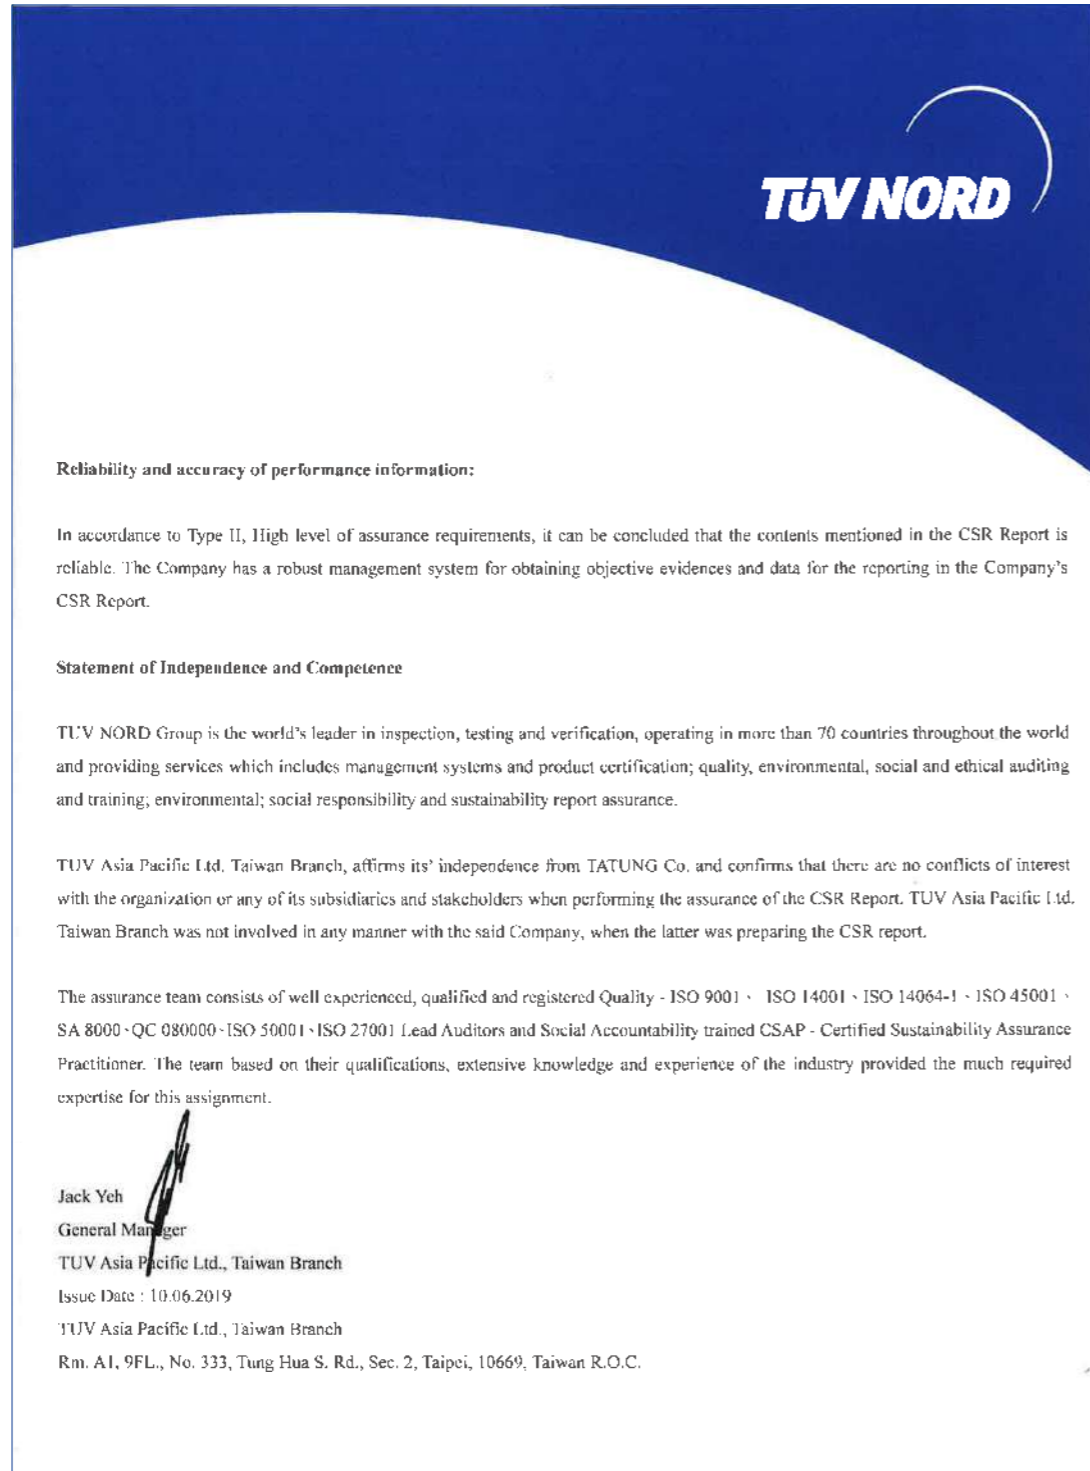 TÜV NORD
Reliability and accuracy of performance information:
In accordance to Type II, High level of assurance requirements, it can be concluded that the contents mentioned in the CSR Report is
reliable. The Company has a robust management system for obtaining objective evidences and data for the reporting in the Company's
CSR Report.
Statement of Independence and Competence
TUV NORD Group is the world's leader in inspection, testing and verification, operating in more than 70 countries throughout the world
and providing services which includes management systems and product certification; quality, environmental, social and ethical auditing
and training; environmental; social responsibility and sustainability report assurance.
TUV Asia Pacific Ltd. Taiwan Branch, affirms its' independence from TATUNG Co. and confirms that there are no conflicts of interest
with the organization or any of its subsidiaries and stakeholders when performing the assurance of the CSR Report. TUV Asia Pacific Ltd.
Taiwan Branch was not involved in any manner with the said Company, when the latter was preparing the CSR report.
The assurance team consists of well experienced, qualified and registered Quality - ISO 9001、 ISO 14001、ISO 14064-1、ISO 45001、
SA 8000、QC 080000、ISO 50001、ISO 27001 Lead Auditors and Social Accountability trained CSAP - Certified Sustainability Assurance
Practitioner. The team based on their qualifications, extensive knowledge and experience of the industry provided the much required
expertise for this assignment.
Jack Yeh
General Manager
TUV Asia Pacific Ltd., Taiwan Branch
Issue Date : 10.06.2019
TUV Asia Pacific Ltd., Taiwan Branch
Rm. A1, 9FL., No. 333, Tung Hua S. Rd., Sec. 2, Taipei, 10669, Taiwan R.O.C.